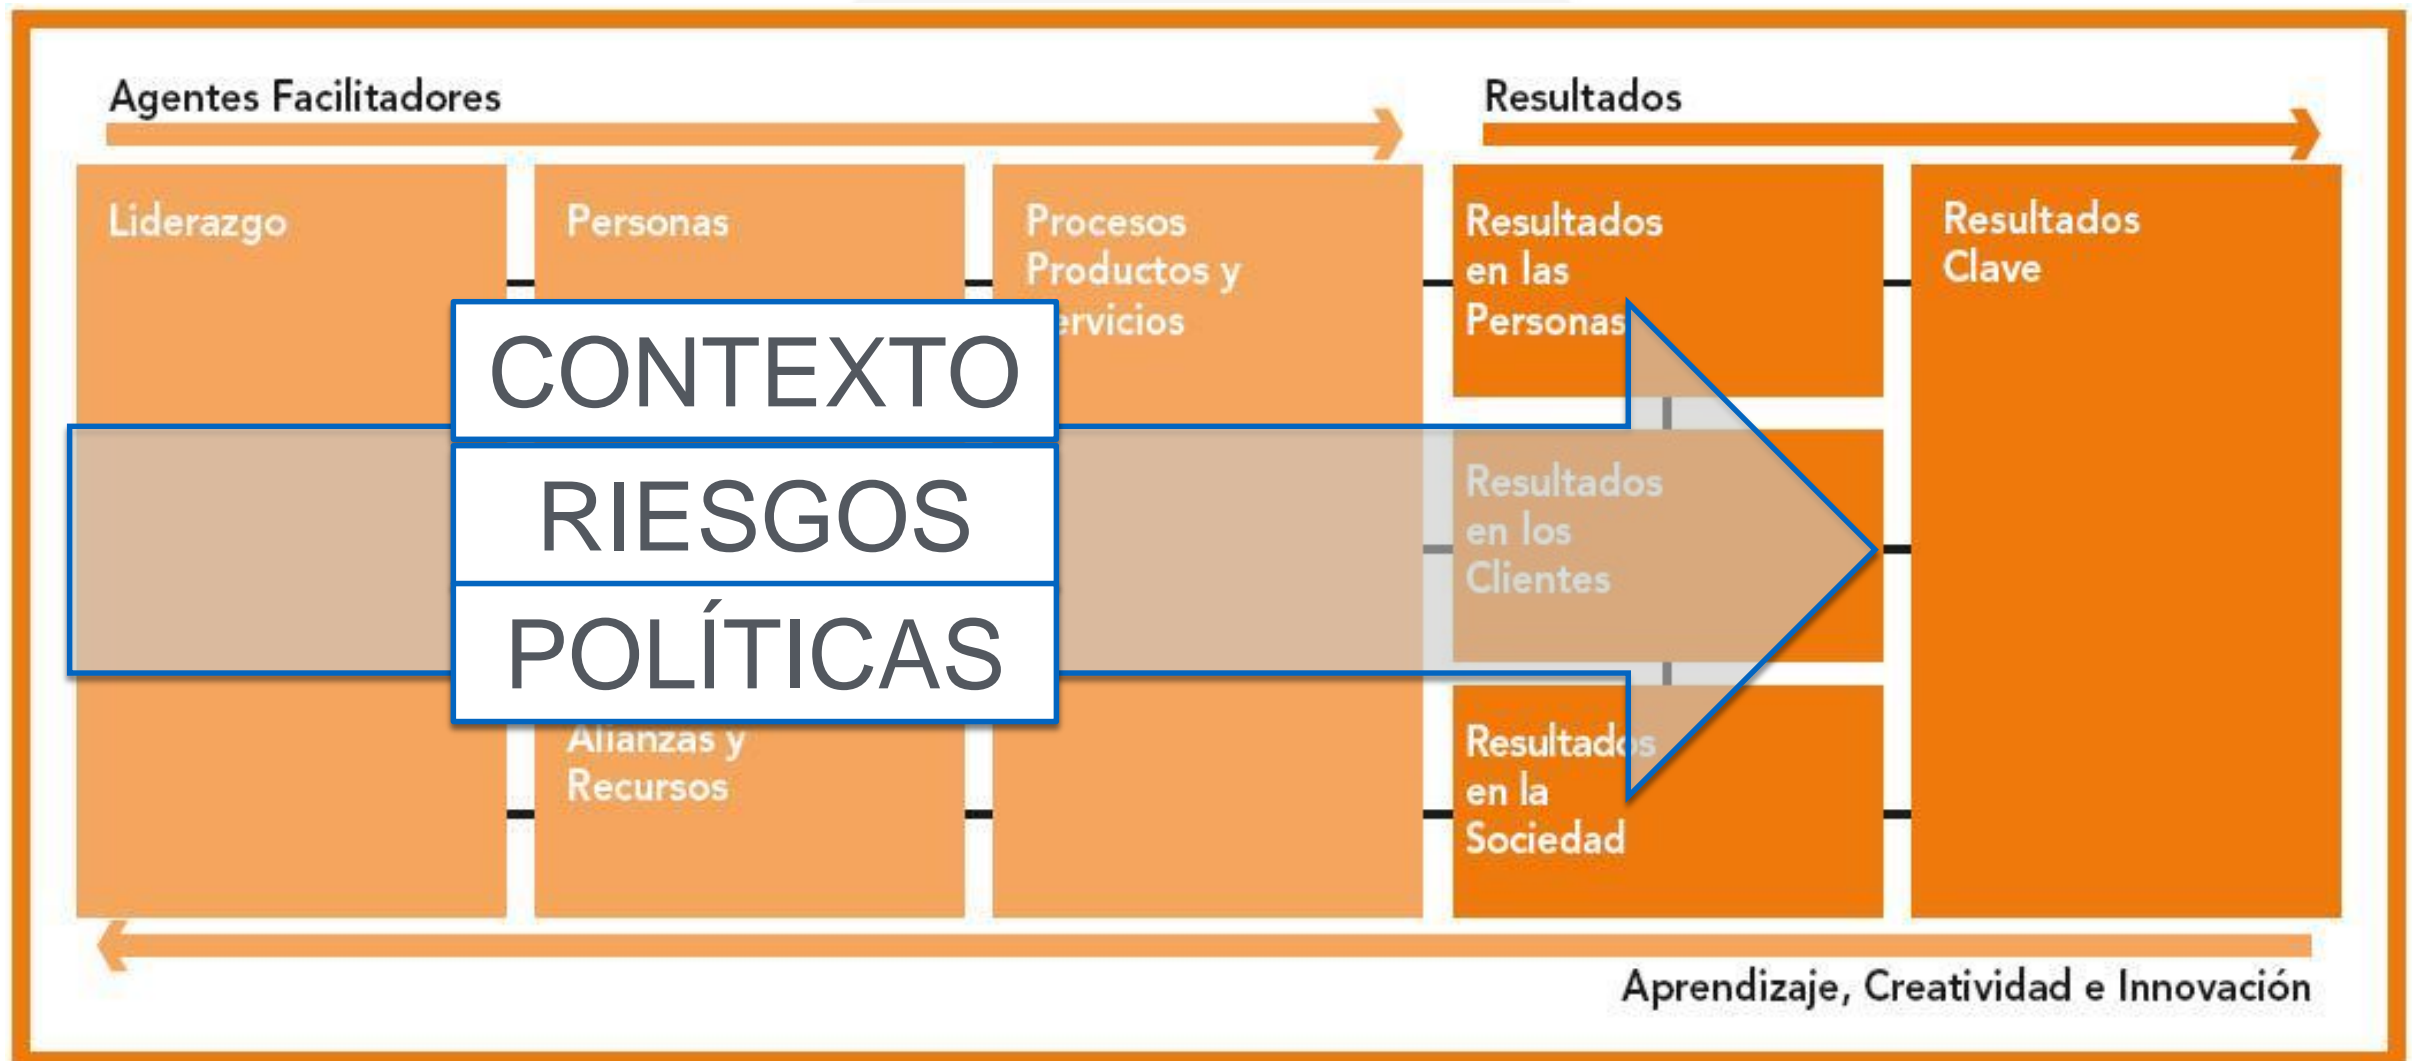 Agentes Facilitadores
Resultados
Liderazgo
Personas
Procesos
Productos y
ervicios
Resultados
en las
Personas
Resultados
Clave
CONTEXTO
RIESGOS
POLÍTICAS
Resultados
en los
Clientes
Alianzas y
Recursos
Resultados
en la
Sociedad
Aprendizaje, Creatividad e Innovación